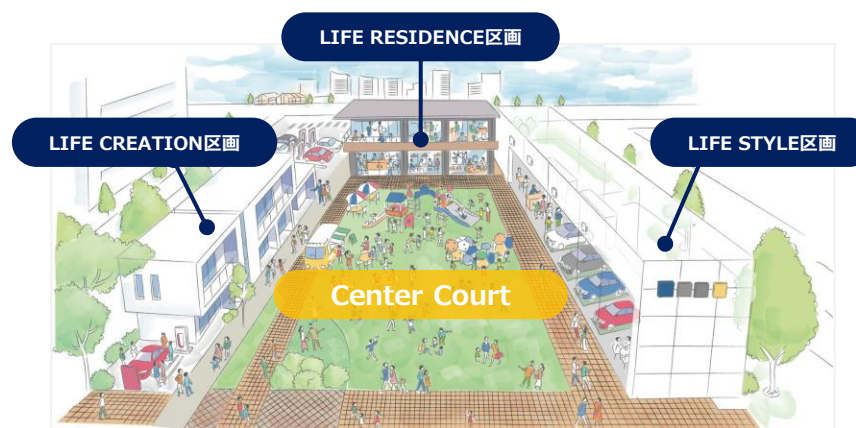 LIFE RESIDENCE区画
LIFE CREATION区画
LIFE STYLE区画
Center Court